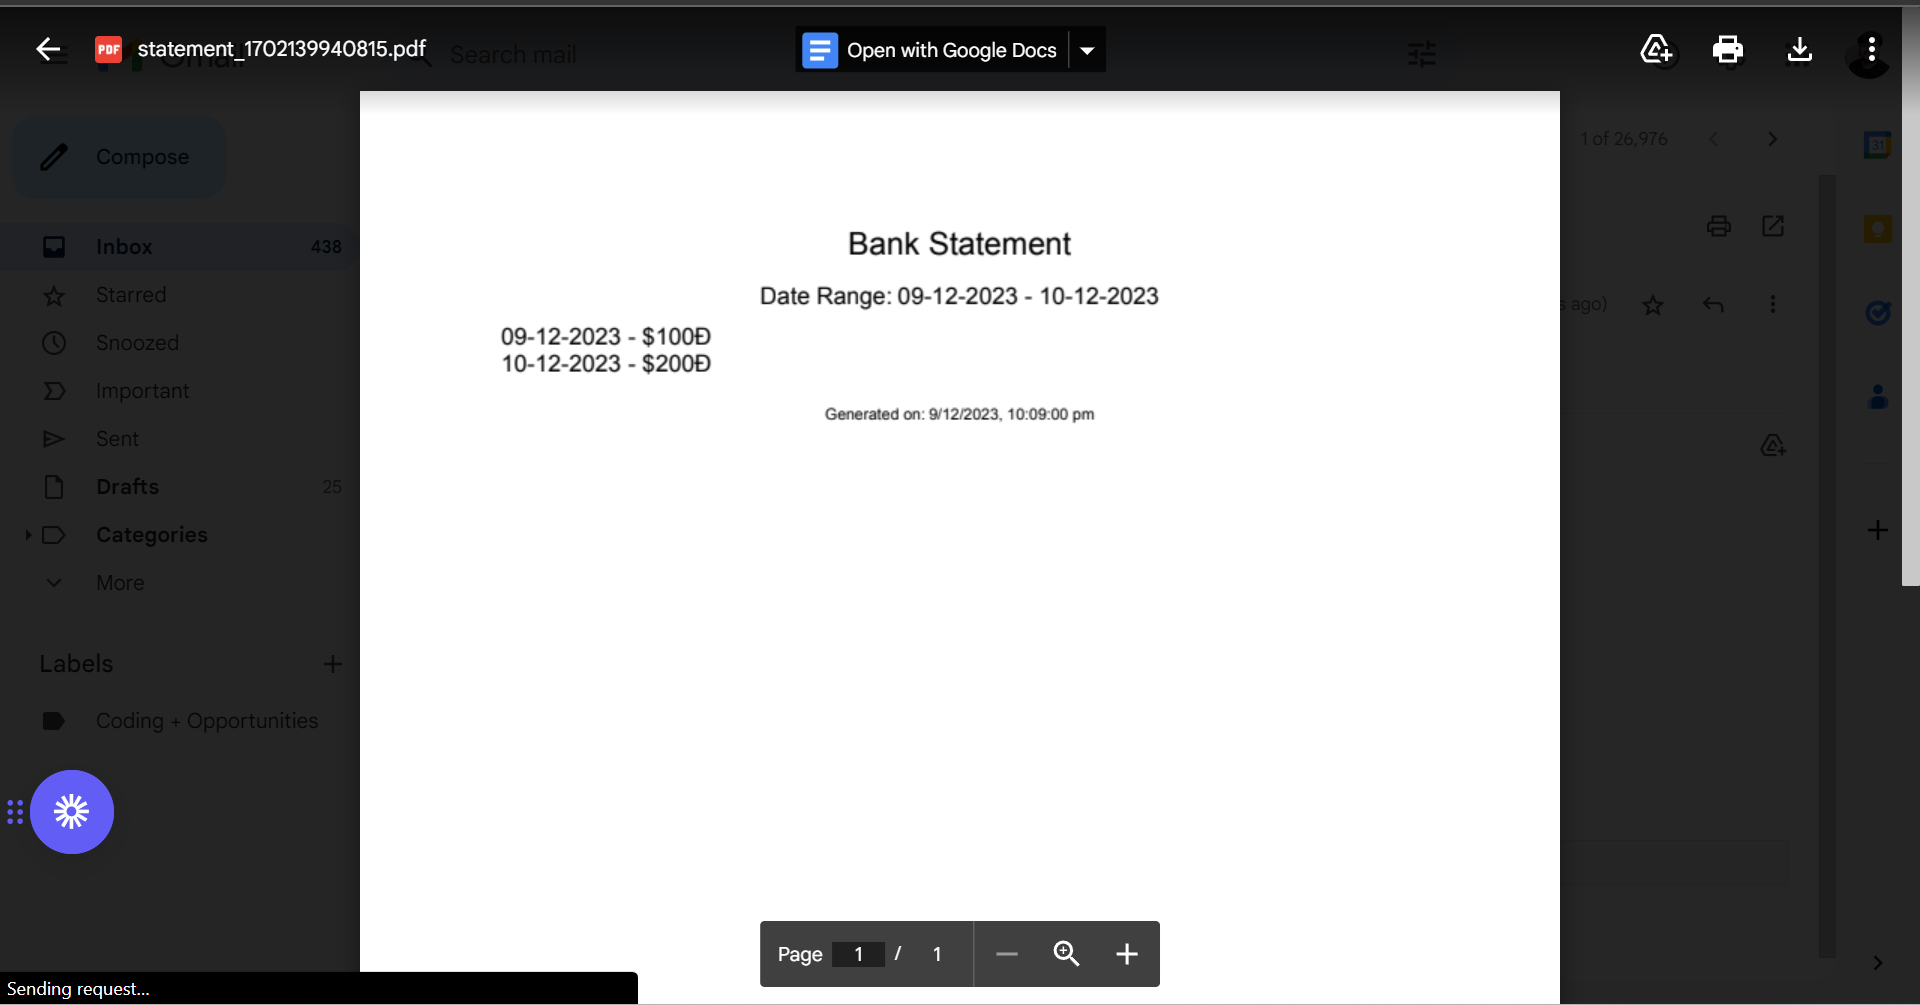 statement_1702139940815.pdf
Search mail
Open with Google Docs
Compose
1 of 26,976
Inbox 438
Starred
Snoozed
Important
Sent
Drafts 25
Categories
More
Labels
Coding + Opportunities
Bank Statement
Date Range: 09-12-2023 - 10-12-2023
09-12-2023 - $100Đ
10-12-2023 - $200Đ
Generated on: 9/12/2023, 10:09:00 pm
ago)
31
PDF
Page 1 / 1
Sending request...